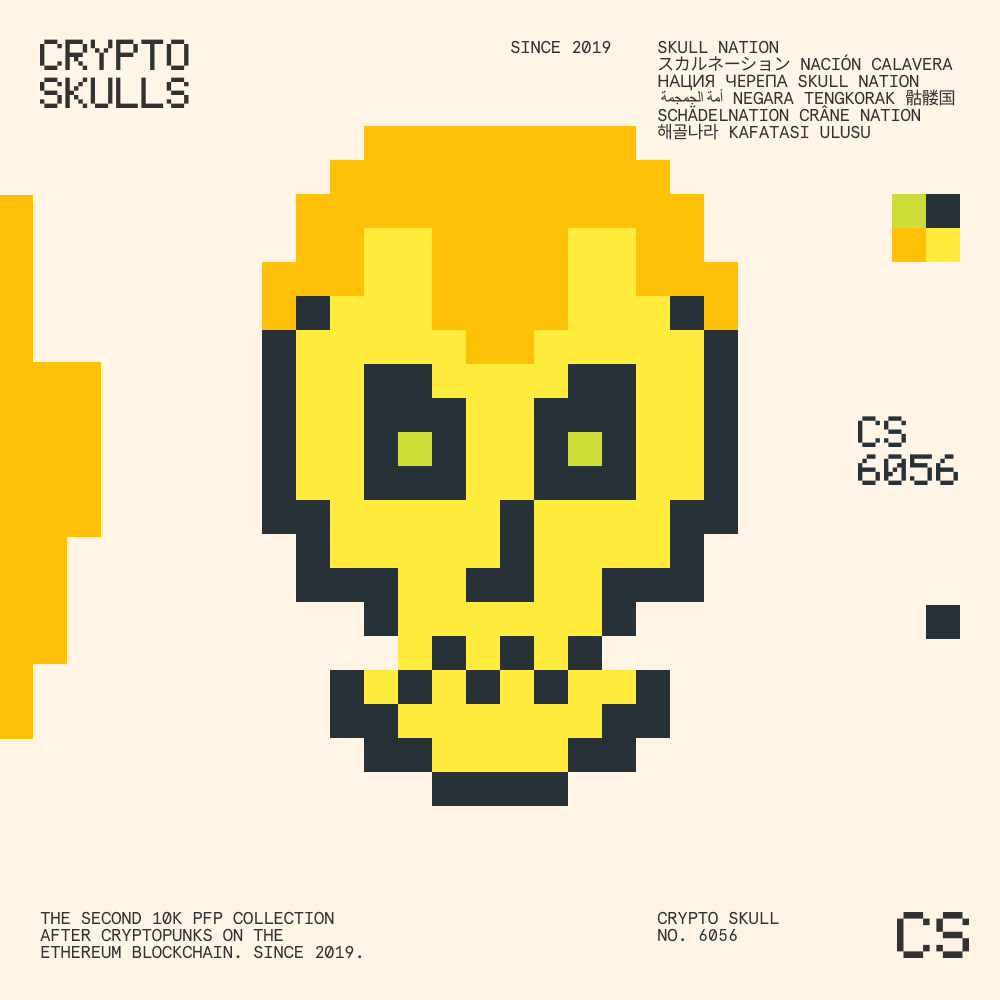 CRYPTO
SKULLS
SINCE 2019
SKULL NATION
スカルネーション NACIÓN CALAVERA
НАЦИЯ ЧЕРЕПА SKULL NATION
أمة الجمجمة NEGARA TENGKORAK 骷髅国
SCHÄDELNATION CRÂNE NATION
해골나라 KAFATASI ULUSU
CS
6056
THE SECOND 10K PFP COLLECTION
AFTER CRYPTOPUNKS ON THE
ETHEREUM BLOCKCHAIN. SINCE 2019.
CRYPTO SKULL
NO. 6056
CS